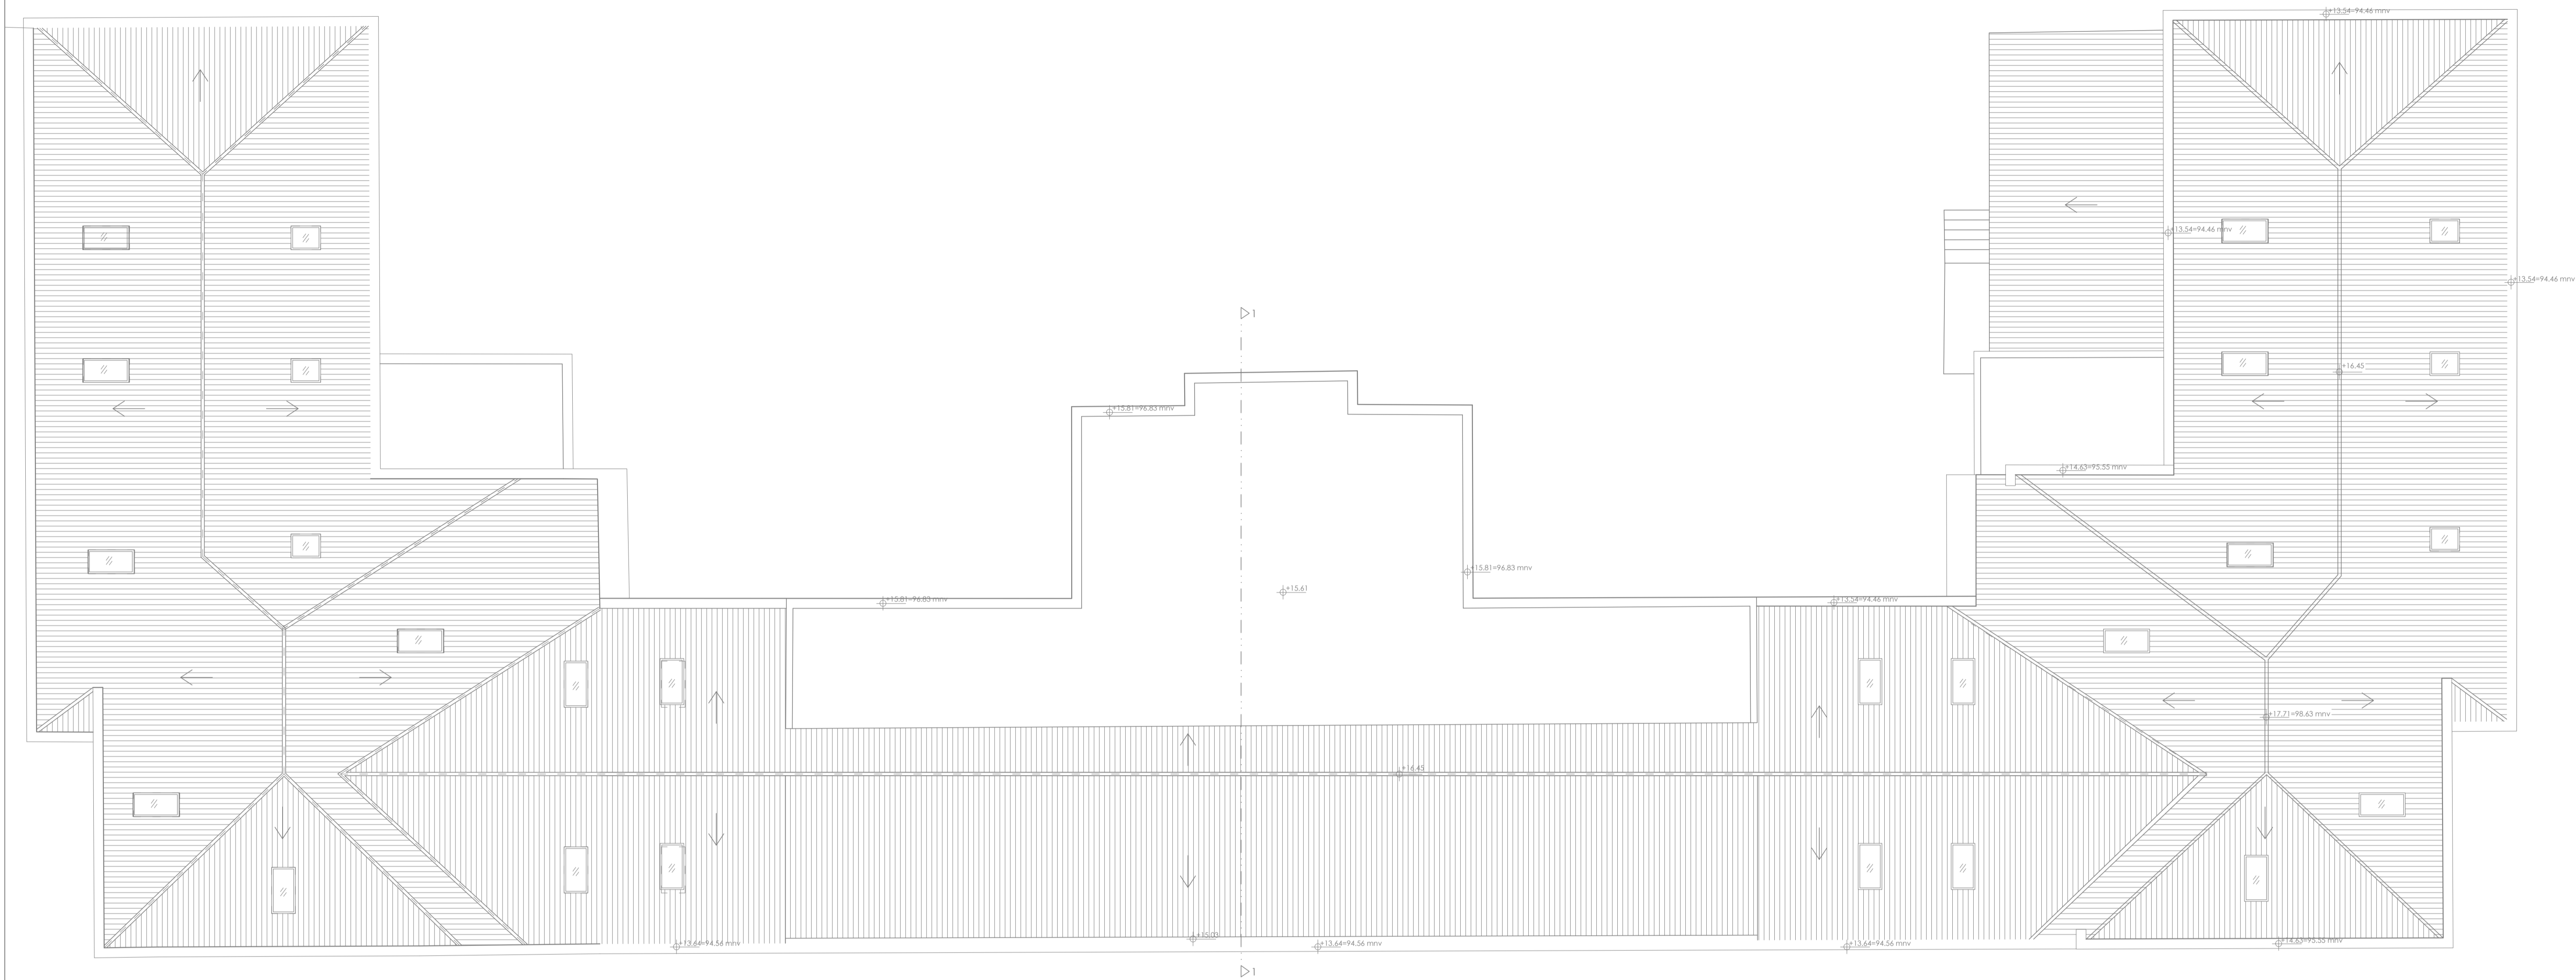 +13.54=94.46 mnv
+13.54=94.46 mnv
+13.54=94.46 mnv
1
+16.45
+15.81=96.83 mnv
+14.63=95.55 mnv
+15.81=96.83 mnv
+15.61
+15.81=96.83 mnv
+13.54=94.46 mnv
+17.71=98.63 mnv
+16.45
+15.03
+13.64=94.56 mnv
+13.64=94.56 mnv
+13.64=94.56 mnv
+14.63=95.55 mnv
1